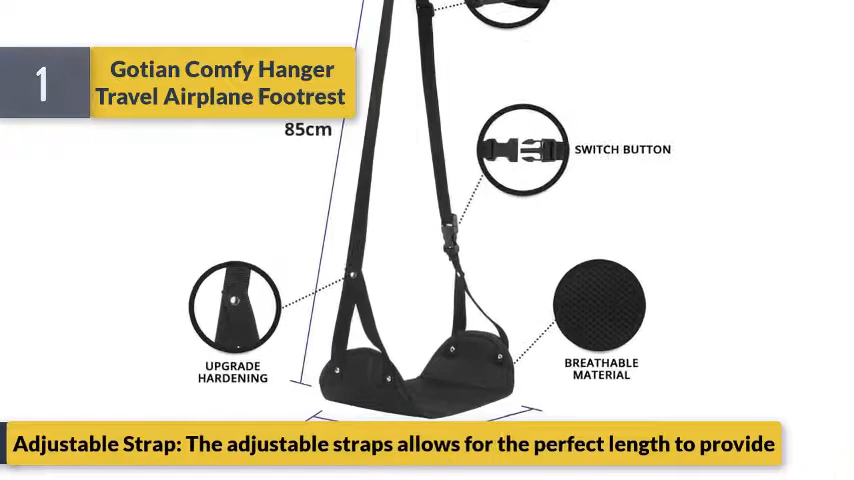 1
Gotian Comfy Hanger
Travel Airplane Footrest
85cm
SWITCH BUTTON
UPGRADE
HARDENING
BREATHABLE
MATERIAL
Adjustable Strap: The adjustable straps allows for the perfect length to provide